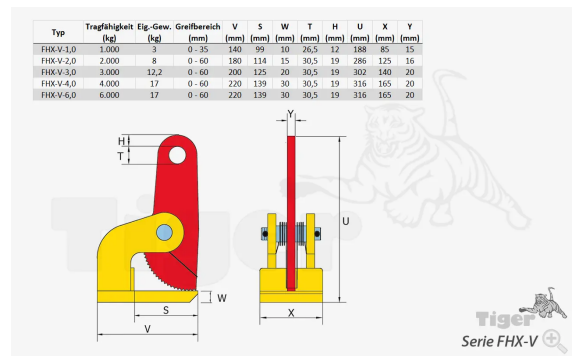 Typ Tragfähigkeit (kg) Eig.-Gew. (kg) Greifbereich (mm) V (mm) S (mm) W (mm) T (mm) H (mm) U (mm) X (mm) Y (mm)
FHX-V-1,0 1.000 3 0 - 35 140 99 10 26,5 12 188 85 15
FHX-V-2,0 2.000 8 0 - 60 180 114 15 30,5 19 286 125 16
FHX-V-3,0 3.000 12,2 0 - 60 200 125 20 30,5 19 302 140 20
FHX-V-4,0 4.000 17 0 - 60 220 139 30 30,5 19 316 165 20
FHX-V-6,0 6.000 17 0 - 60 220 139 30 30,5 19 316 165 20
Y
H
T
U
W
S
X
V
Tiger
Tiger
Serie FHX-V